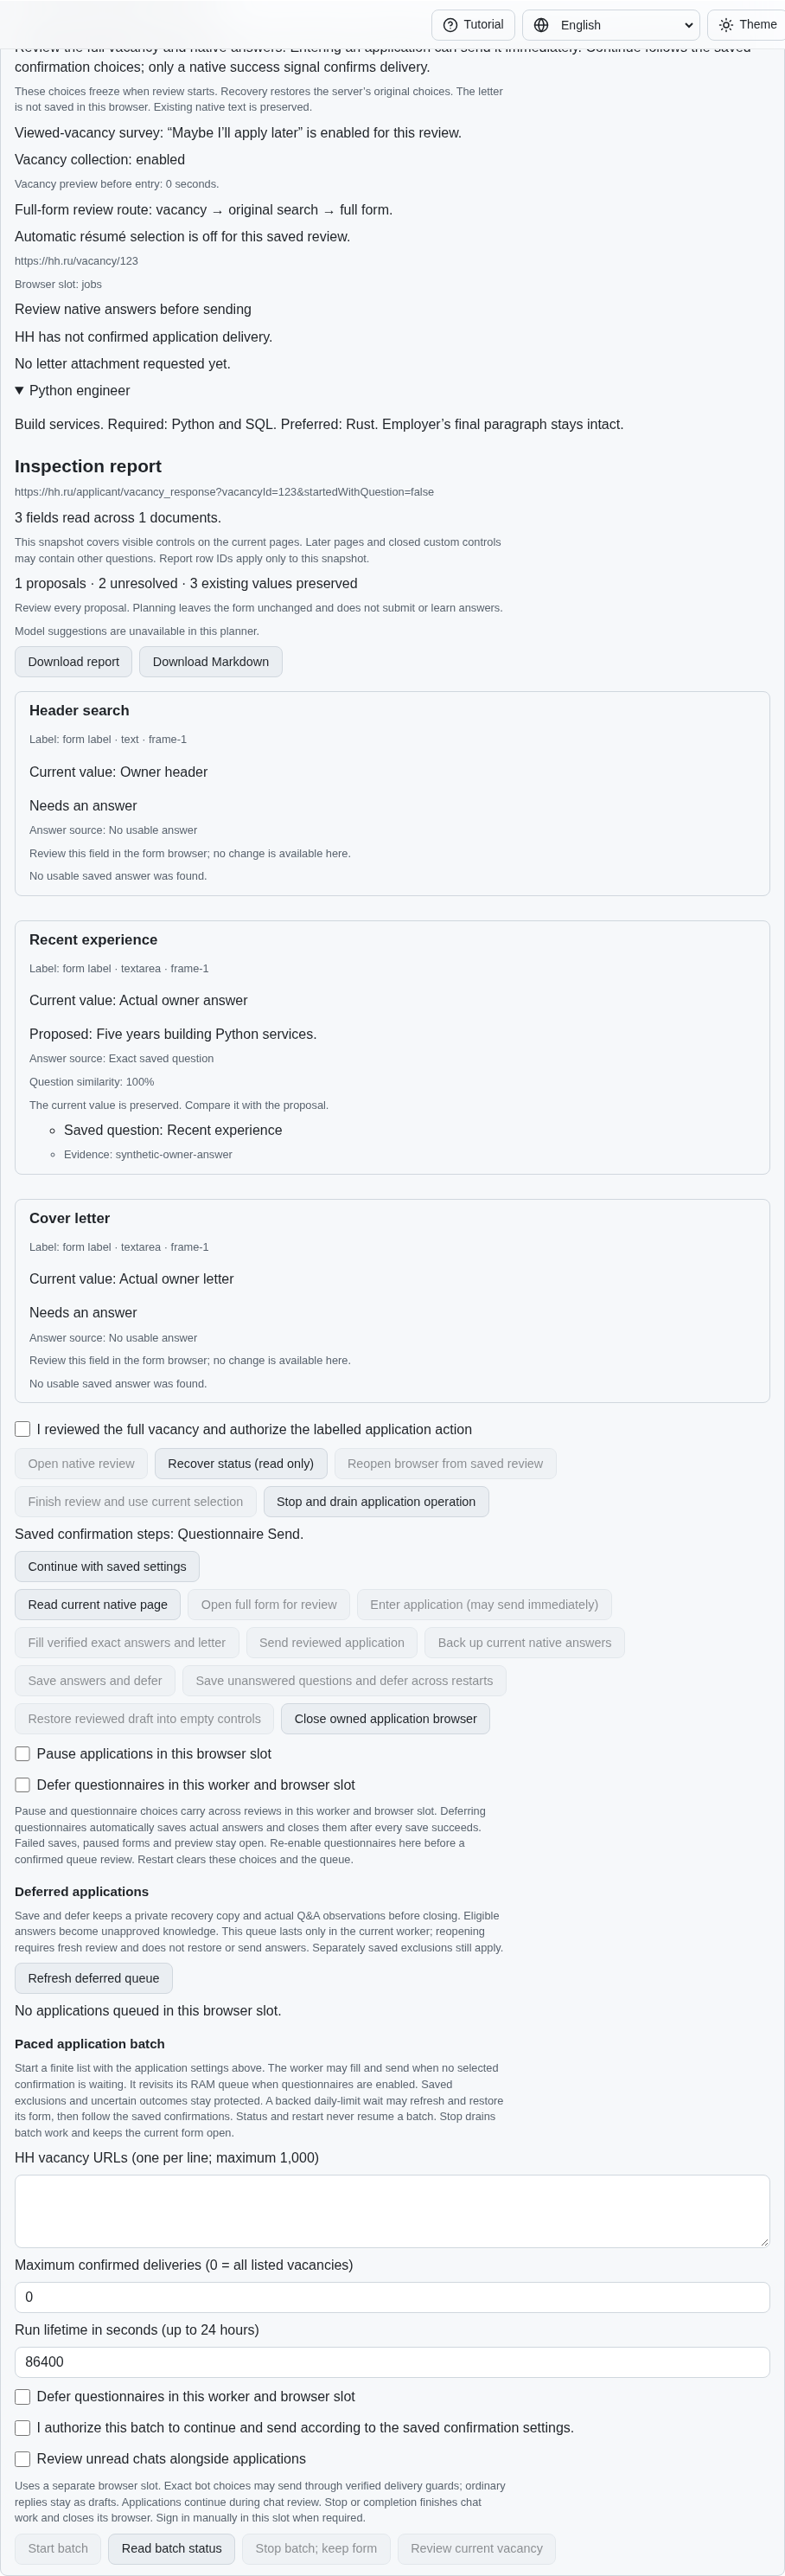 Tutorial
English
Theme
Review the full vacancy and native answers. Entering an application can send it immediately. Continue follows the saved
confirmation choices; only a native success signal confirms delivery.
These choices freeze when review starts. Recovery restores the server’s original choices. The letter
is not saved in this browser. Existing native text is preserved.
Viewed-vacancy survey: “Maybe I’ll apply later” is enabled for this review.
Vacancy collection: enabled
Vacancy preview before entry: 0 seconds.
Full-form review route: vacancy → original search → full form.
Automatic résumé selection is off for this saved review.
https://hh.ru/vacancy/123
Browser slot: jobs
Review native answers before sending
HH has not confirmed application delivery.
No letter attachment requested yet.
▼ Python engineer
Build services. Required: Python and SQL. Preferred: Rust. Employer’s final paragraph stays intact.
Inspection report
https://hh.ru/applicant/vacancy_response?vacancyId=123&startedWithQuestion=false
3 fields read across 1 documents.
This snapshot covers visible controls on the current pages. Later pages and closed custom controls
may contain other questions. Report row IDs apply only to this snapshot.
1 proposals · 2 unresolved · 3 existing values preserved
Review every proposal. Planning leaves the form unchanged and does not submit or learn answers.
Model suggestions are unavailable in this planner.
Download report
Download Markdown
Header search
Label: form label · text · frame-1
Current value: Owner header
Needs an answer
Answer source: No usable answer
Review this field in the form browser; no change is available here.
No usable saved answer was found.
Recent experience
Label: form label · textarea · frame-1
Current value: Actual owner answer
Proposed: Five years building Python services.
Answer source: Exact saved question
Question similarity: 100%
The current value is preserved. Compare it with the proposal.
Saved question: Recent experience
Evidence: synthetic-owner-answer
Cover letter
Label: form label · textarea · frame-1
Current value: Actual owner letter
Needs an answer
Answer source: No usable answer
Review this field in the form browser; no change is available here.
No usable saved answer was found.
I reviewed the full vacancy and authorize the labelled application action
Open native review
Recover status (read only)
Reopen browser from saved review
Finish review and use current selection
Stop and drain application operation
Saved confirmation steps: Questionnaire Send.
Continue with saved settings
Read current native page
Open full form for review
Enter application (may send immediately)
Fill verified exact answers and letter
Send reviewed application
Back up current native answers
Save answers and defer
Save unanswered questions and defer across restarts
Restore reviewed draft into empty controls
Close owned application browser
Pause applications in this browser slot
Defer questionnaires in this worker and browser slot
Pause and questionnaire choices carry across reviews in this worker and browser slot. Deferring
questionnaires automatically saves actual answers and closes them after every save succeeds.
Failed saves, paused forms and preview stay open. Re-enable questionnaires here before a
confirmed queue review. Restart clears these choices and the queue.
Deferred applications
Save and defer keeps a private recovery copy and actual Q&A observations before closing. Eligible
answers become unapproved knowledge. This queue lasts only in the current worker; reopening
requires fresh review and does not restore or send answers. Separately saved exclusions still apply.
Refresh deferred queue
No applications queued in this browser slot.
Paced application batch
Start a finite list with the application settings above. The worker may fill and send when no selected
confirmation is waiting. It revisits its RAM queue when questionnaires are enabled. Saved
exclusions and uncertain outcomes stay protected. A backed daily-limit wait may refresh and restore
its form, then follow the saved confirmations. Status and restart never resume a batch. Stop drains
batch work and keeps the current form open.
HH vacancy URLs (one per line; maximum 1,000)
Maximum confirmed deliveries (0 = all listed vacancies)
0
Run lifetime in seconds (up to 24 hours)
86400
Defer questionnaires in this worker and browser slot
I authorize this batch to continue and send according to the saved confirmation settings.
Review unread chats alongside applications
Uses a separate browser slot. Exact bot choices may send through verified delivery guards; ordinary
replies stay as drafts. Applications continue during chat review. Stop or completion finishes chat
work and closes its browser. Sign in manually in this slot when required.
Start batch
Read batch status
Stop batch; keep form
Review current vacancy